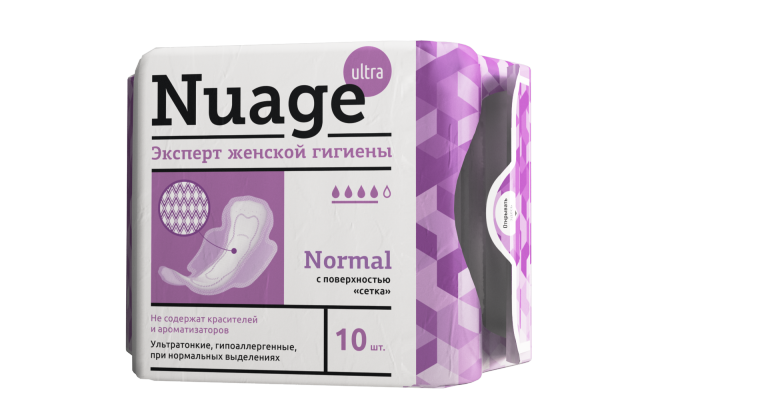 ultra
Nuage
Эксперт женской гигиены
Normal
с поверхностью
«сетка»
Не содержат красителей
и ароматизаторов
Ультратонкие, гипоаллергенные,
при нормальных выделениях
10 шт.
Открывать